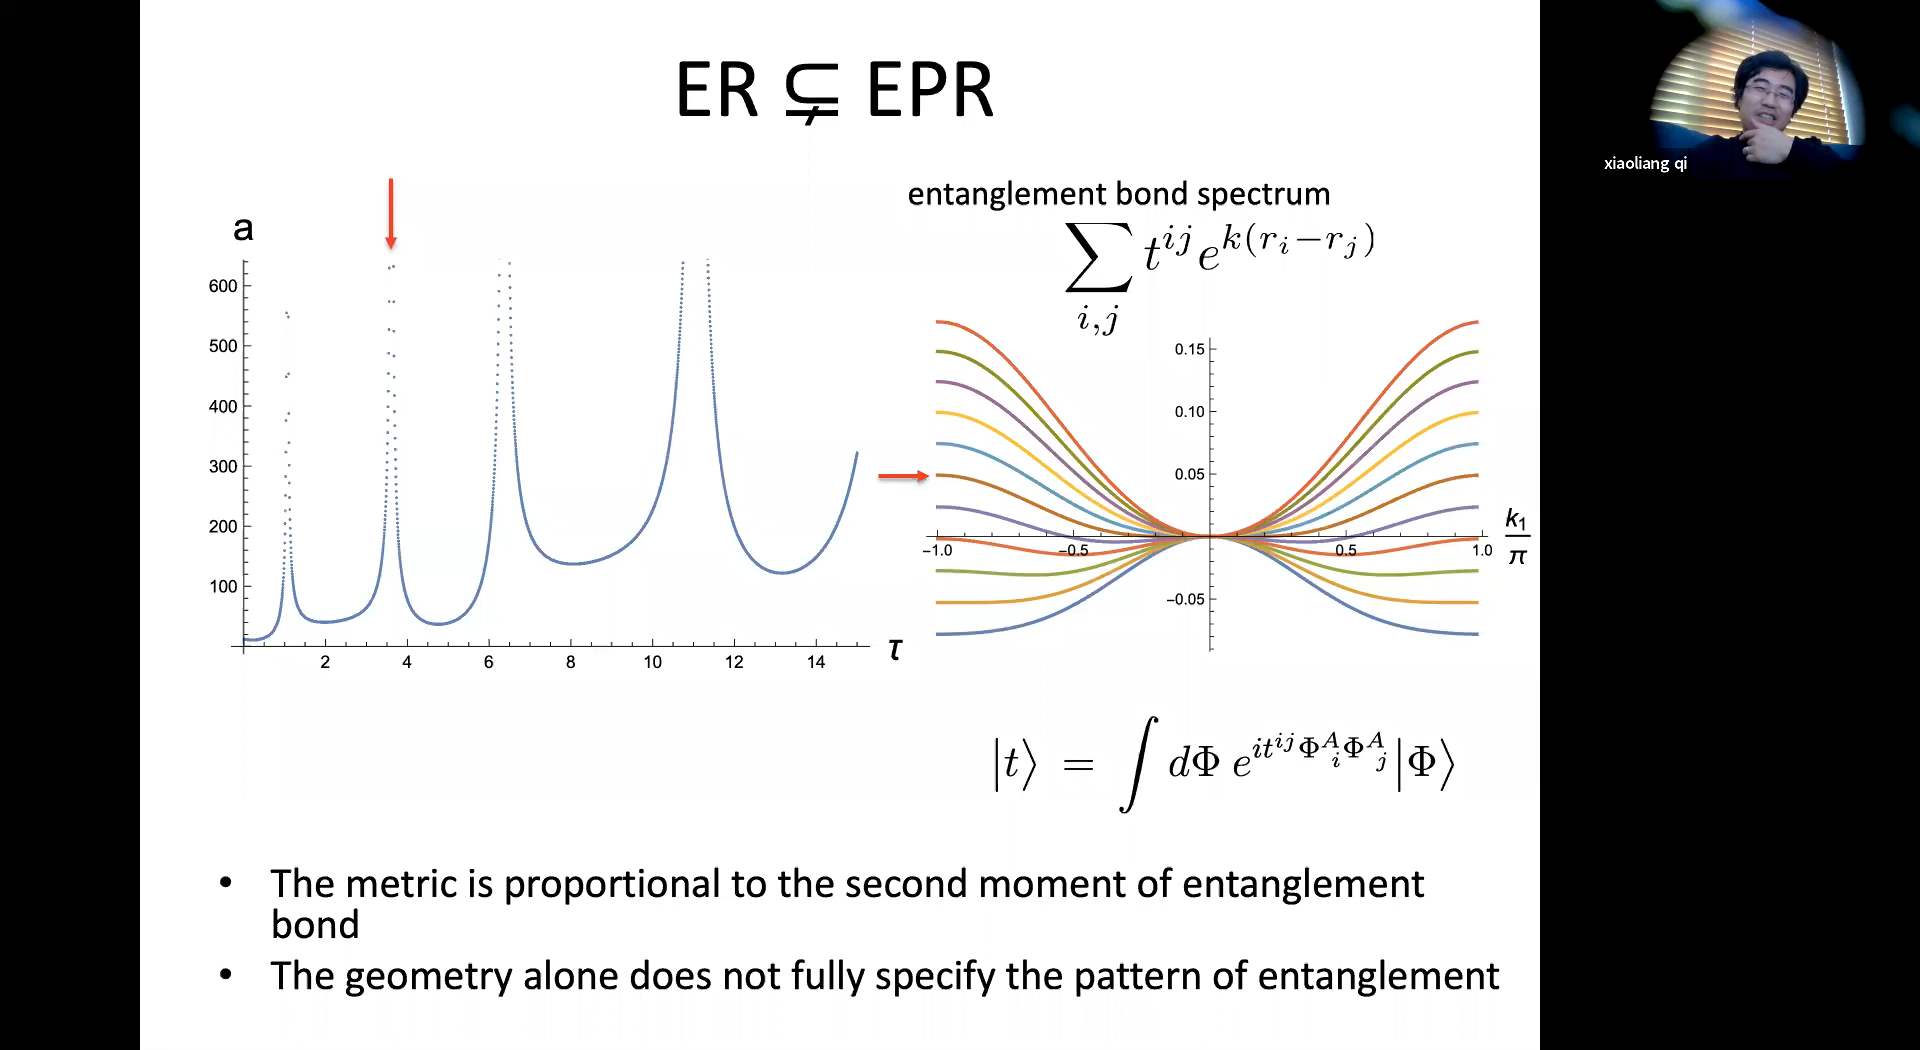 ER ⊊ EPR
xiaoliang qi
entanglement bond spectrum
∑ t^{ij} e^{k(r_i−r_j)}
i,j
a
600
500
400
300
200
100
2 4 6 8 10 12 14
τ
0.15
0.10
0.05
−0.05
−1.0 −0.5 0.5 1.0
k₁
π
|t⟩ = ∫ dΦ e^{it^{ij}Φ^A_iΦ^A_j}|Φ⟩
• The metric is proportional to the second moment of entanglement
bond
• The geometry alone does not fully specify the pattern of entanglement